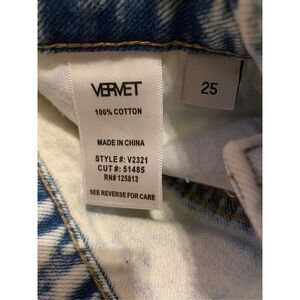 VERVET
100% COTTON
MADE IN CHINA
STYLE #: V2321
CUT #: 51485
RN# 125813
SEE REVERSE FOR CARE
25